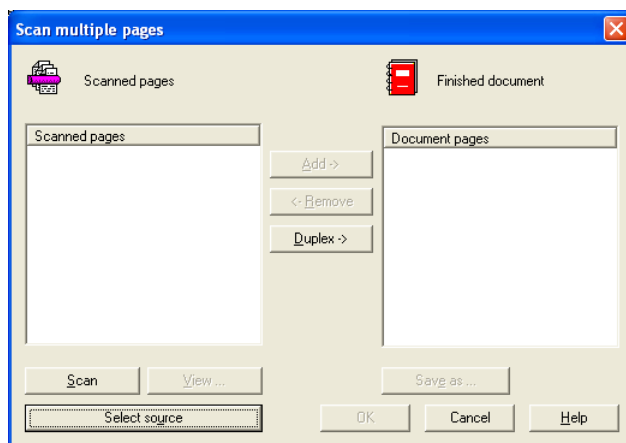 Scan multiple pages
Scanned pages
Finished document
Scanned pages
Document pages
Add ->
<- Remove
Duplex ->
Scan
View ...
Save as ...
Select source
OK
Cancel
Help